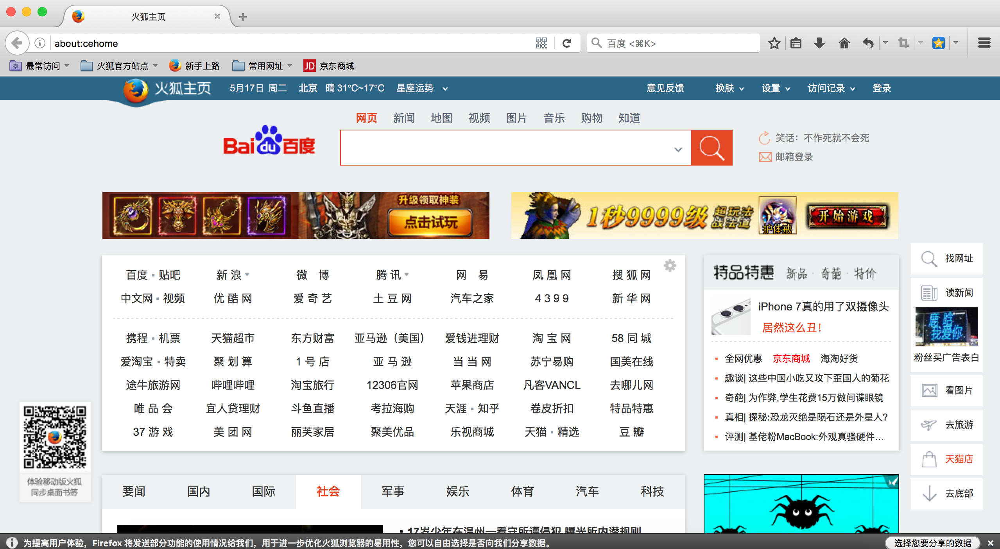 火狐主页
about:cehome
百度 <⌘K>
最常访问 火狐官方站点 新手上路 常用网址 JD 京东商城
火狐主页 5月17日 周二 北京 晴 31°C~17°C 星座运势 意见反馈 换肤 设置 访问记录 登录
网页 新闻 地图 视频 图片 音乐 购物 知道
Bai du 百度
笑话：不作死就不会死
邮箱登录
升级领取神装
点击试玩
1秒9999级 超玩法 战法道 护体戒 开始游戏
百度 · 贴吧 新 浪 微 博 腾 讯 网 易 凤 凰 网 搜 狐 网
中文网 · 视频 优 酷 网 爱 奇 艺 土 豆 网 汽车之家 4 3 9 9 新 华 网
携程 · 机票 天猫超市 东方财富 亚马逊（美国） 爱钱进理财 淘 宝 网 58 同 城
爱淘宝 · 特卖 聚 划 算 1 号 店 亚 马 逊 当 当 网 苏宁易购 国美在线
途牛旅游网 哔哩哔哩 淘宝旅行 12306官网 苹果商店 凡客VANCL 去哪儿网
唯 品 会 宜人贷理财 斗鱼直播 考拉海购 天涯 · 知乎 卷皮折扣 特品特惠
37 游 戏 美 团 网 丽芙家居 聚美优品 乐视商城 天猫 · 精选 豆 瓣
特品特惠 新品 · 奇葩 · 特价
iPhone 7真的用了双摄像头
居然这么丑！
全网优惠 京东商城 海淘好货
趣谈| 这些中国小吃又攻下歪国人的菊花
奇葩| 为作弊,学生花费15万做间谍眼镜
真相| 探秘:恐龙灭绝是陨石还是外星人?
评测| 基佬粉MacBook:外观真骚硬件…
找网址
读新闻
鹿晗
我爱你
粉丝买广告表白
看图片
去旅游
天猫店
去底部
体验移动版火狐
同步桌面书签
要闻 国内 国际 社会 军事 娱乐 体育 汽车 科技
17岁少年在温州一看守所遭侵犯 曝光所内潜规则
为提高用户体验，Firefox 将发送部分功能的使用情况给我们，用于进一步优化火狐浏览器的易用性，您可以自由选择是否向我们分享数据。 选择您要分享的数据